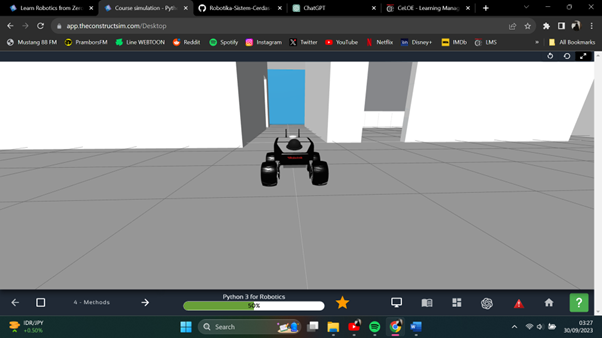 Learn Robotics from Zer
Course simulation - Pyth
Robotika-Sistem-Cerdas
ChatGPT
CeLOE - Learning Manage
app.theconstructsim.com/Desktop
Mustang 88 FM
PramborsFM
Line WEBTOON
Reddit
Spotify
Instagram
Twitter
YouTube
Netflix
Disney+
IMDb
LMS
»
All Bookmarks
4 - Methods
Python 3 for Robotics
50%
?
IDR/JPY
+0.50%
Search
03:27
30/09/2023